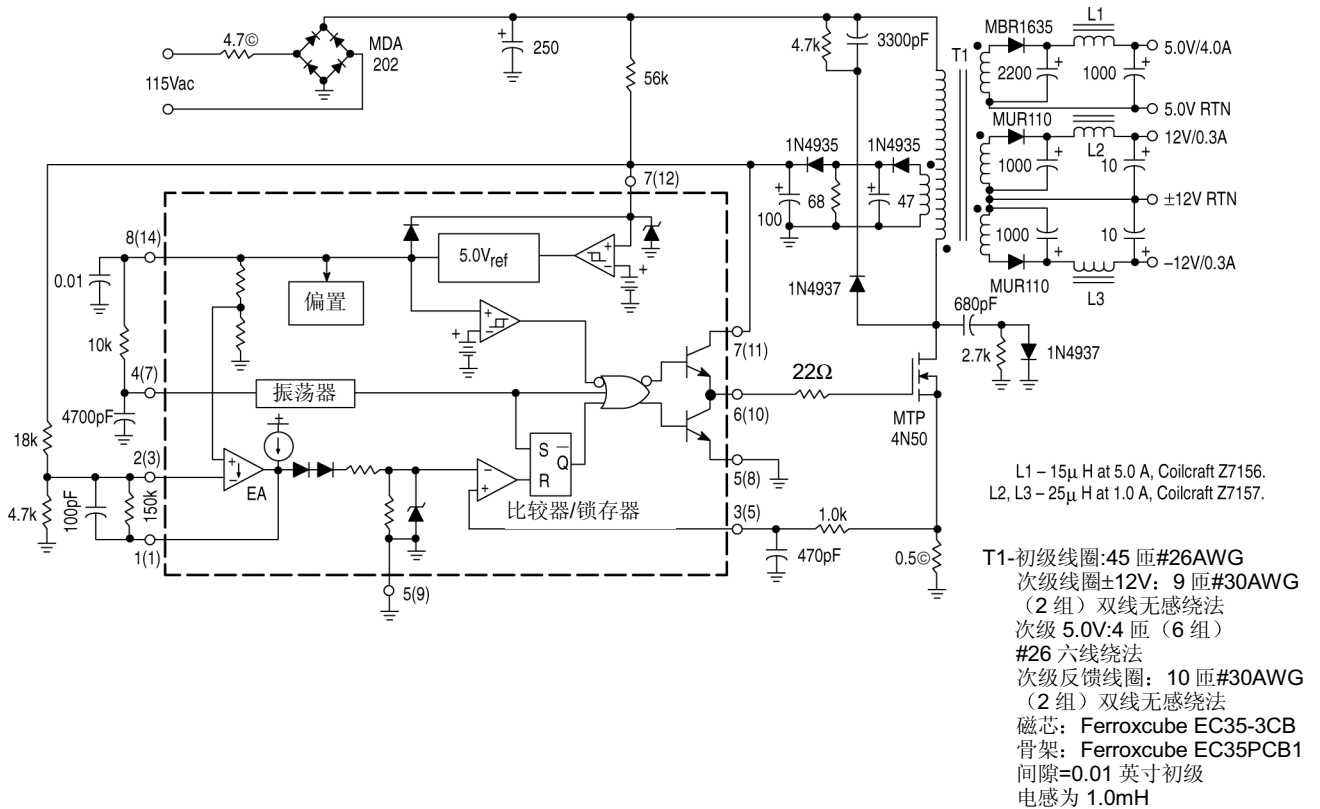 4.7©
MDA
202
115Vac
250
56k
4.7k
3300pF
T1
MBR1635
L1
5.0V/4.0A
2200
1000
5.0V RTN
MUR110
12V/0.3A
1000
L2
10
±12V RTN
1000
10
–12V/0.3A
MUR110
L3
1N4935
1N4935
100
68
47
7(12)
8(14)
5.0Vref
0.01
偏置
1N4937
680pF
2.7k
1N4937
10k
7(11)
22Ω
4(7)
振荡器
6(10)
MTP
4N50
4700pF
18k
2(3)
S
Q
R
5(8)
EA
比较器/锁存器
4.7k
100pF
150k
1(1)
3(5)
1.0k
470pF
0.5©
5(9)
L1 – 15μ H at 5.0 A, Coilcraft Z7156.
L2, L3 – 25μ H at 1.0 A, Coilcraft Z7157.
T1-初级线圈:45 匝#26AWG
次级线圈±12V：9 匝#30AWG
（2 组）双线无感绕法
次级 5.0V:4 匝（6 组）
#26 六线绕法
次级反馈线圈：10 匝#30AWG
（2 组）双线无感绕法
磁芯：Ferroxcube EC35-3CB
骨架：Ferroxcube EC35PCB1
间隙=0.01 英寸初级
电感为 1.0mH